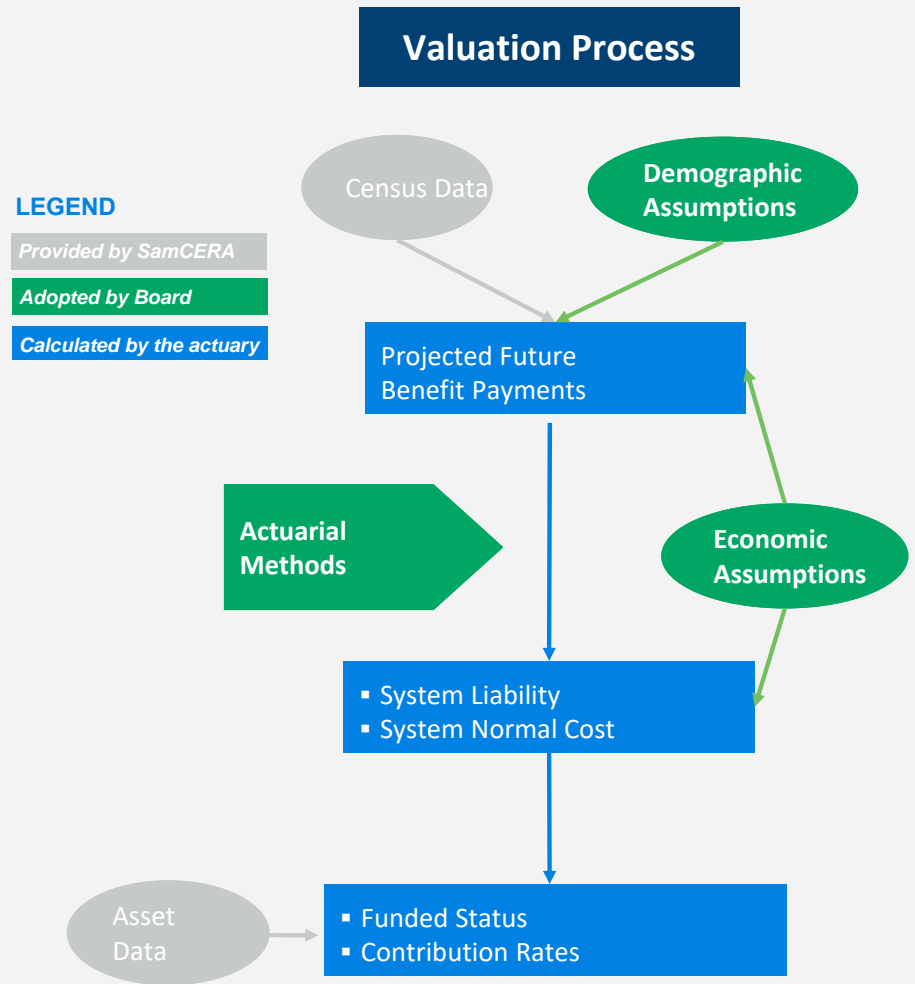 Valuation Process
Census Data
Demographic
Assumptions
LEGEND
Provided by SamCERA
Adopted by Board
Calculated by the actuary
Projected Future
Benefit Payments
Actuarial
Methods
Economic
Assumptions
▪ System Liability
▪ System Normal Cost
Asset
Data
▪ Funded Status
▪ Contribution Rates